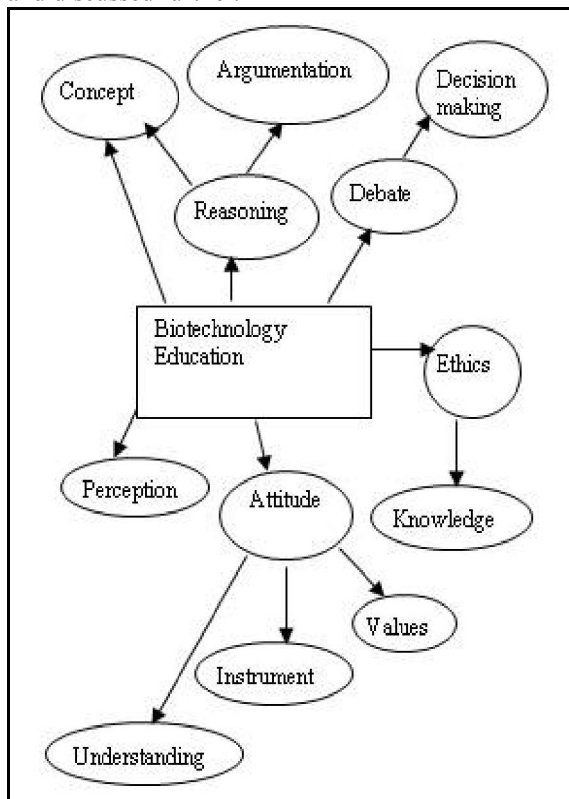 Argumentation
Decision
making
Concept
Reasoning
Debate
Biotechnology
Education
Ethics
Perception
Attitude
Knowledge
Values
Instrument
Understanding